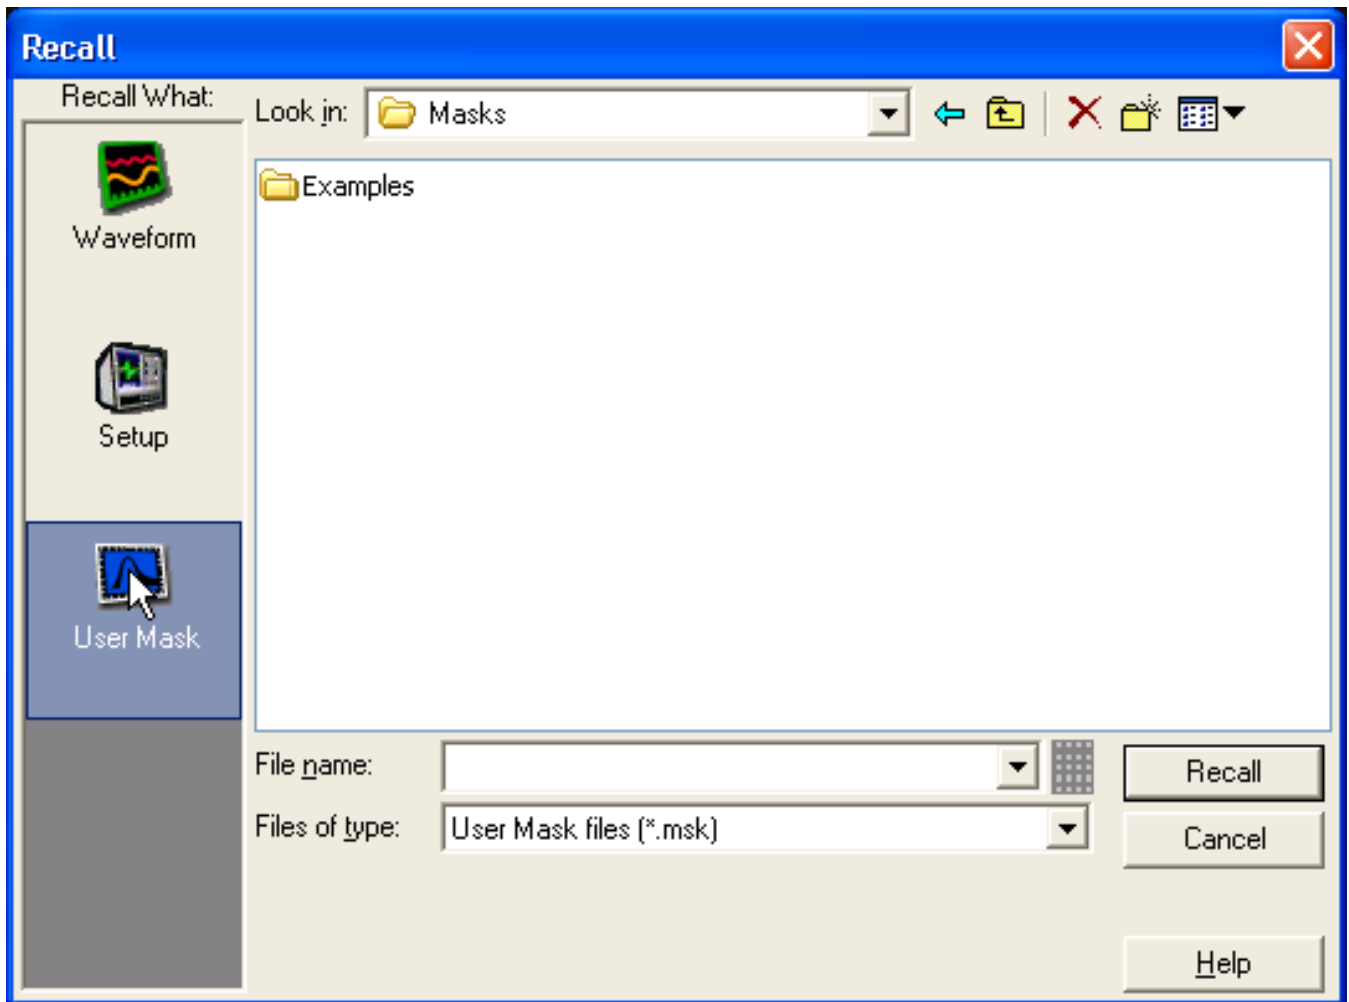 Recall
Recall What:
Look in: Masks
Examples
Waveform
Setup
User Mask
File name:
Recall
Files of type: User Mask files (*.msk)
Cancel
Help